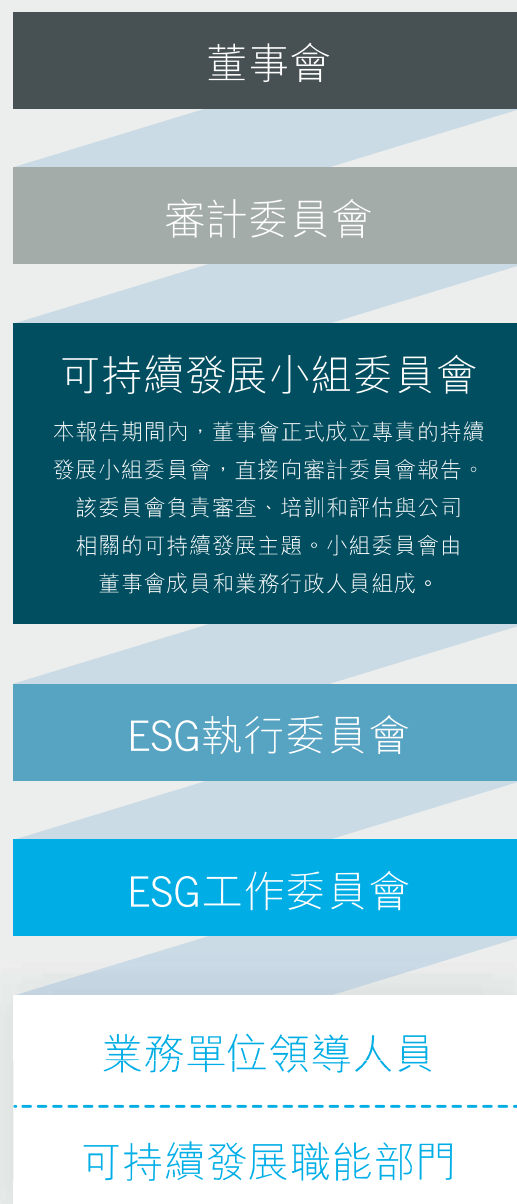 董事會
審計委員會
可持續發展小組委員會
本報告期間內，董事會正式成立專責的持續
發展小組委員會，直接向審計委員會報告。
該委員會負責審查、培訓和評估與公司
相關的可持續發展主題。小組委員會由
董事會成員和業務行政人員組成。
ESG執行委員會
ESG工作委員會
業務單位領導人員
可持續發展職能部門